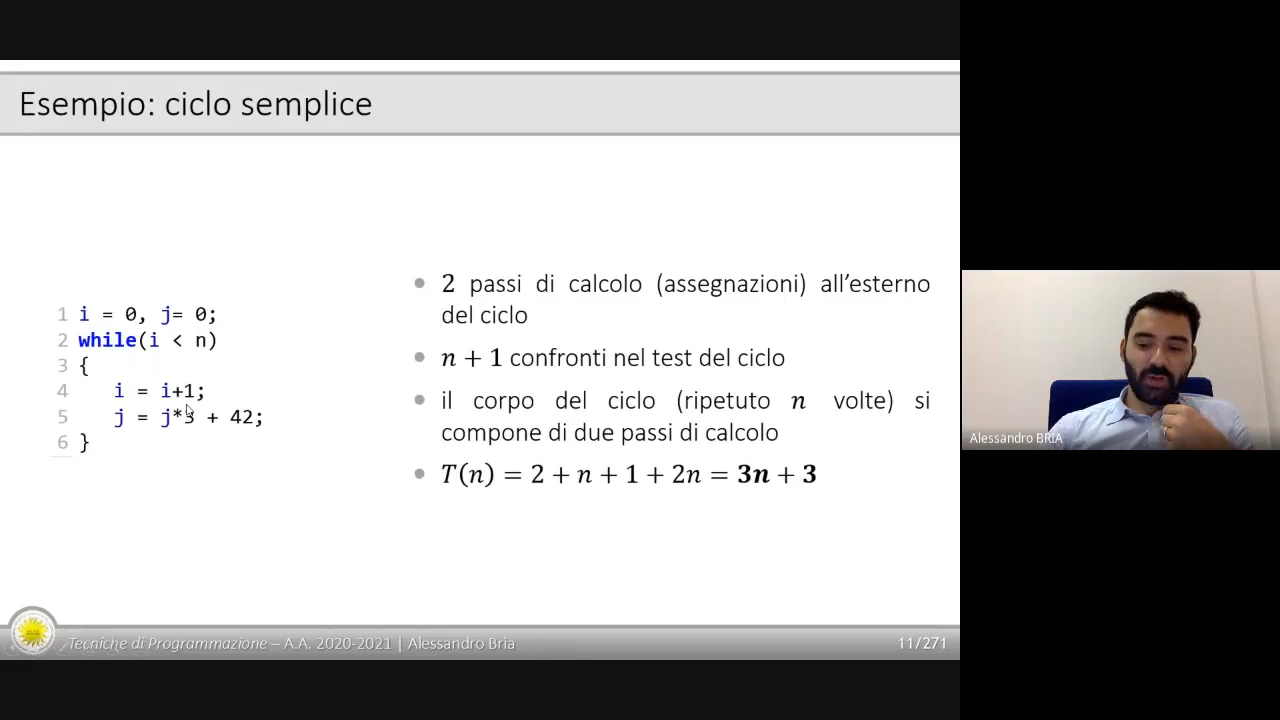 Esempio: ciclo semplice
1 i = 0, j= 0;
2 while(i < n)
3 {
4 i = i+1;
5 j = j*3 + 42;
6 }
2 passi di calcolo (assegnazioni) all’esterno
del ciclo
n + 1 confronti nel test del ciclo
il corpo del ciclo (ripetuto n volte) si
compone di due passi di calcolo
T(n) = 2 + n + 1 + 2n = 3n + 3
Alessandro BRIA
Tecniche di Programmazione – A.A. 2020-2021 | Alessandro Bria
11/271